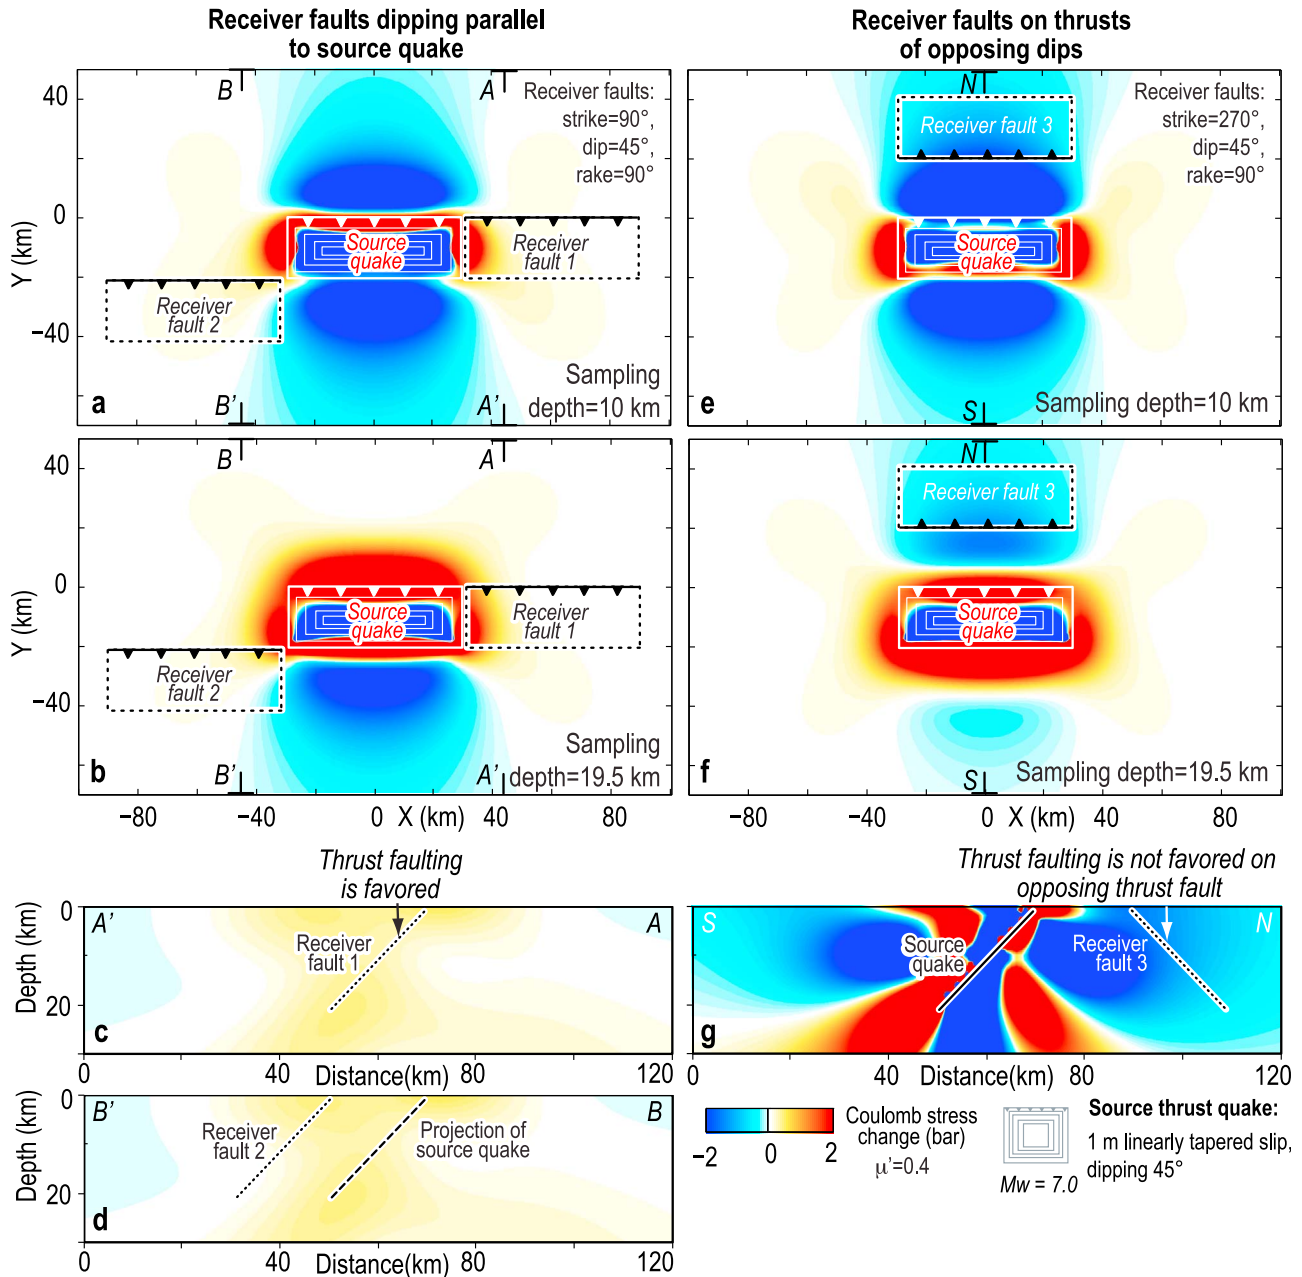 Receiver faults dipping parallel
to source quake
Receiver faults on thrusts
of opposing dips
B
A
Receiver faults:
strike=90°,
dip=45°,
rake=90°
40
0
−40
Y (km)
Source
quake
Receiver
fault 1
Receiver
fault 2
Sampling
depth=10 km
a
B'
A'
N
Receiver fault 3
Receiver faults:
strike=270°,
dip=45°,
rake=90°
Source
quake
e
S
Sampling depth=10 km
B
A
40
0
−40
Y (km)
Source
quake
Receiver
fault 1
Receiver
fault 2
Sampling
depth=19.5 km
b
B'
A'
−80
−40
0
X (km)
40
80
N
Receiver fault 3
Source
quake
f
S
Sampling depth=19.5 km
−80
−40
0
X (km)
40
80
Thrust faulting
is favored
A'
A
Receiver
fault 1
0
20
Depth (km)
c
0
40
Distance(km)
80
120
B'
B
Receiver
fault 2
Projection of
source quake
0
20
Depth (km)
d
0
40
Distance(km)
80
120
Thrust faulting is not favored on
opposing thrust fault
S
N
Source
quake
Receiver
fault 3
g
0
40
Distance(km)
80
120
−2
0
2
Coulomb stress
change (bar)
μ'=0.4
Mw = 7.0
Source thrust quake:
1 m linearly tapered slip,
dipping 45°